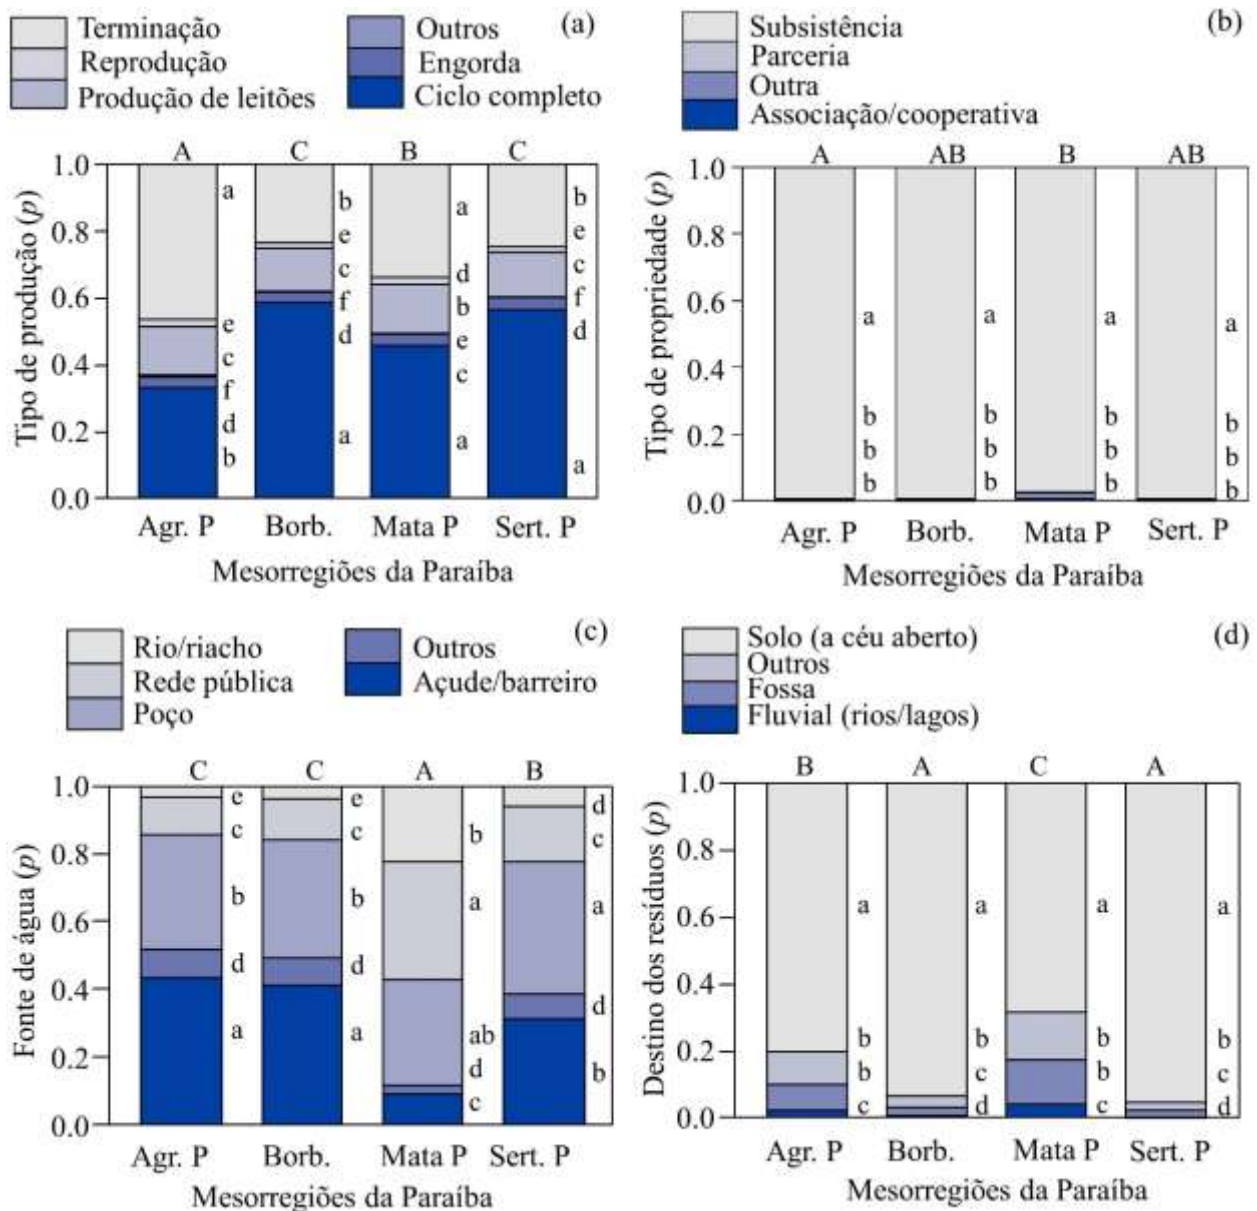 Terminação
Reprodução
Produção de leitões
Outros
Engorda
Ciclo completo
(a)
A C B C
Tipo de produção (p)
1.0
0.8
0.6
0.4
0.2
0.0
a
e
c
f
d
b
b
e
c
f
d
a
a
d
b
e
c
a
b
e
c
f
d
a
Agr. P Borb. Mata P Sert. P
Mesorregiões da Paraíba
Subsistência
Parceria
Outra
Associação/cooperativa
(b)
A AB B AB
Tipo de propriedade (p)
1.0
0.8
0.6
0.4
0.2
0.0
a
b
b
b
a
b
b
b
a
b
b
b
a
b
b
b
Agr. P Borb. Mata P Sert. P
Mesorregiões da Paraíba
Rio/riacho
Rede pública
Poço
Outros
Açude/barreiro
(c)
C C A B
Fonte de água (p)
1.0
0.8
0.6
0.4
0.2
0.0
e
c
b
d
a
e
c
b
d
a
b
a
ab
d
c
d
c
a
d
b
Agr. P Borb. Mata P Sert. P
Mesorregiões da Paraíba
Solo (a céu aberto)
Outros
Fossa
Fluvial (rios/lagos)
(d)
B A C A
Destino dos resíduos (p)
1.0
0.8
0.6
0.4
0.2
0.0
a
b
b
c
a
b
c
d
a
b
b
c
a
b
c
d
Agr. P Borb. Mata P Sert. P
Mesorregiões da Paraíba